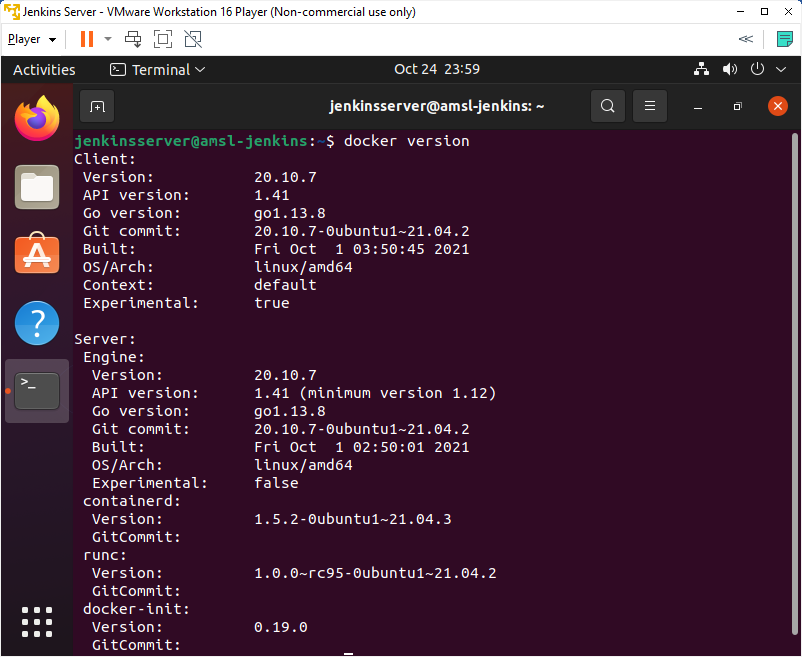 Jenkins Server - VMware Workstation 16 Player (Non-commercial use only)
Player
Activities Terminal Oct 24 23:59
jenkinsserver@amsl-jenkins: ~
jenkinsserver@amsl-jenkins:~$ docker version
Client:
 Version:           20.10.7
 API version:       1.41
 Go version:        go1.13.8
 Git commit:        20.10.7-0ubuntu1~21.04.2
 Built:             Fri Oct  1 03:50:45 2021
 OS/Arch:           linux/amd64
 Context:           default
 Experimental:      true
Server:
 Engine:
  Version:          20.10.7
  API version:      1.41 (minimum version 1.12)
  Go version:       go1.13.8
  Git commit:       20.10.7-0ubuntu1~21.04.2
  Built:            Fri Oct  1 02:50:01 2021
  OS/Arch:          linux/amd64
  Experimental:     false
 containerd:
  Version:          1.5.2-0ubuntu1~21.04.3
  GitCommit:
 runc:
  Version:          1.0.0~rc95-0ubuntu1~21.04.2
  GitCommit:
 docker-init:
  Version:          0.19.0
  GitCommit: